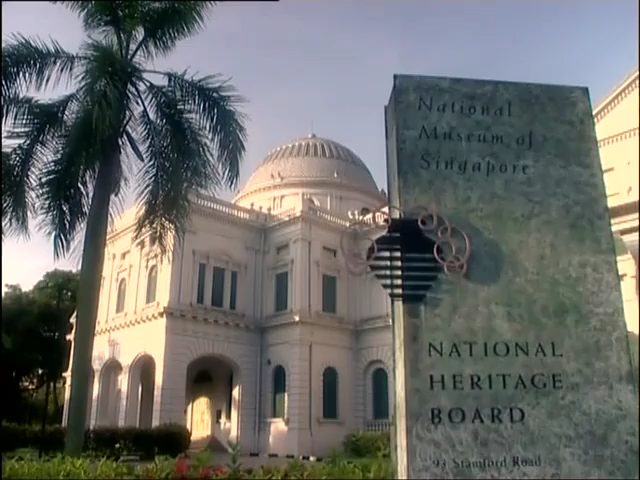 National
Museum of
Singapore
NATIONAL
HERITAGE
BOARD
93 Stamford Road